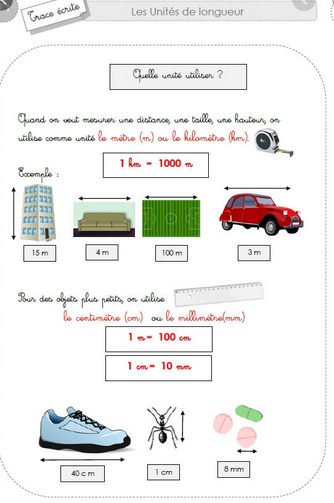 Trace écrite
Les Unités de longueur
Quelle unité utiliser ?
Quand on veut mesurer une distance, une taille, une hauteur, on
utilise comme unité le mètre (m) ou le kilomètre (km).
1 km = 1000 m
Exemple :
15 m
4 m
100 m
3 m
Pour des objets plus petits, on utilise
le centimètre (cm) ou le millimètre(mm)
1 m = 100 cm
1 cm = 10 mm
40 c m
1 cm
8 mm